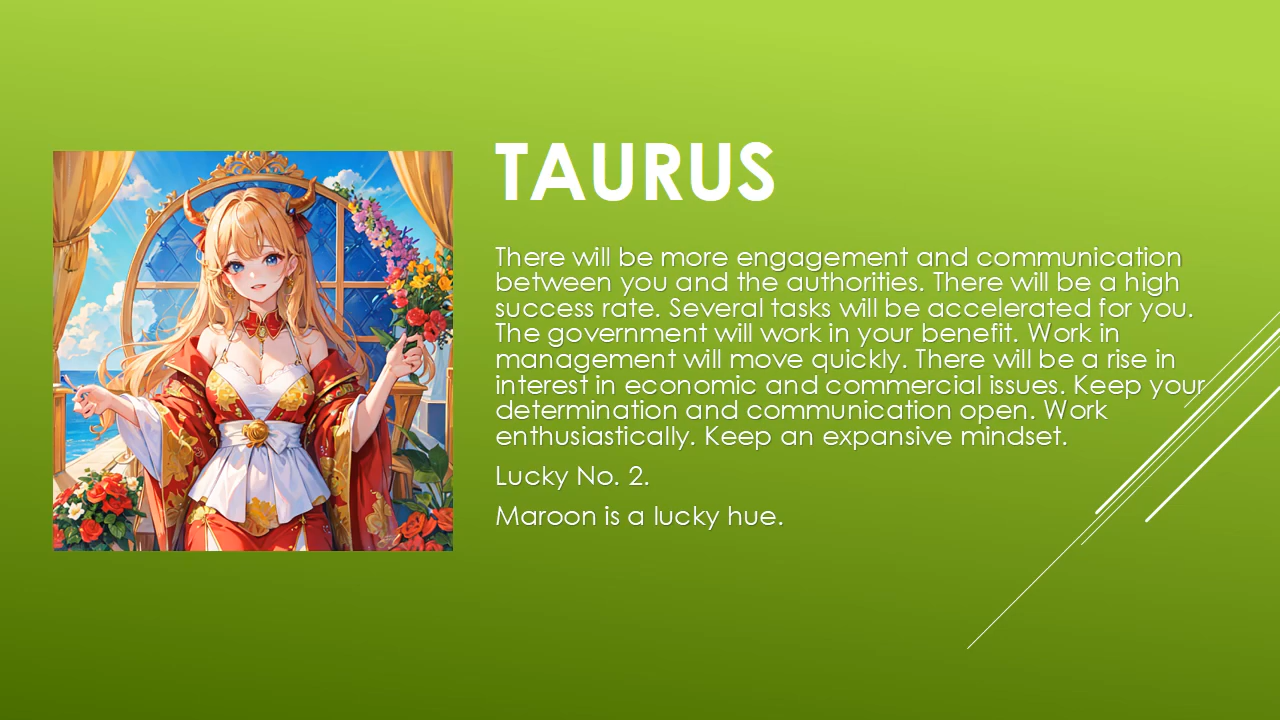 TAURUS
There will be more engagement and communication
between you and the authorities. There will be a high
success rate. Several tasks will be accelerated for you.
The government will work in your benefit. Work in
management will move quickly. There will be a rise in
interest in economic and commercial issues. Keep your
determination and communication open. Work
enthusiastically. Keep an expansive mindset.
Lucky No. 2.
Maroon is a lucky hue.